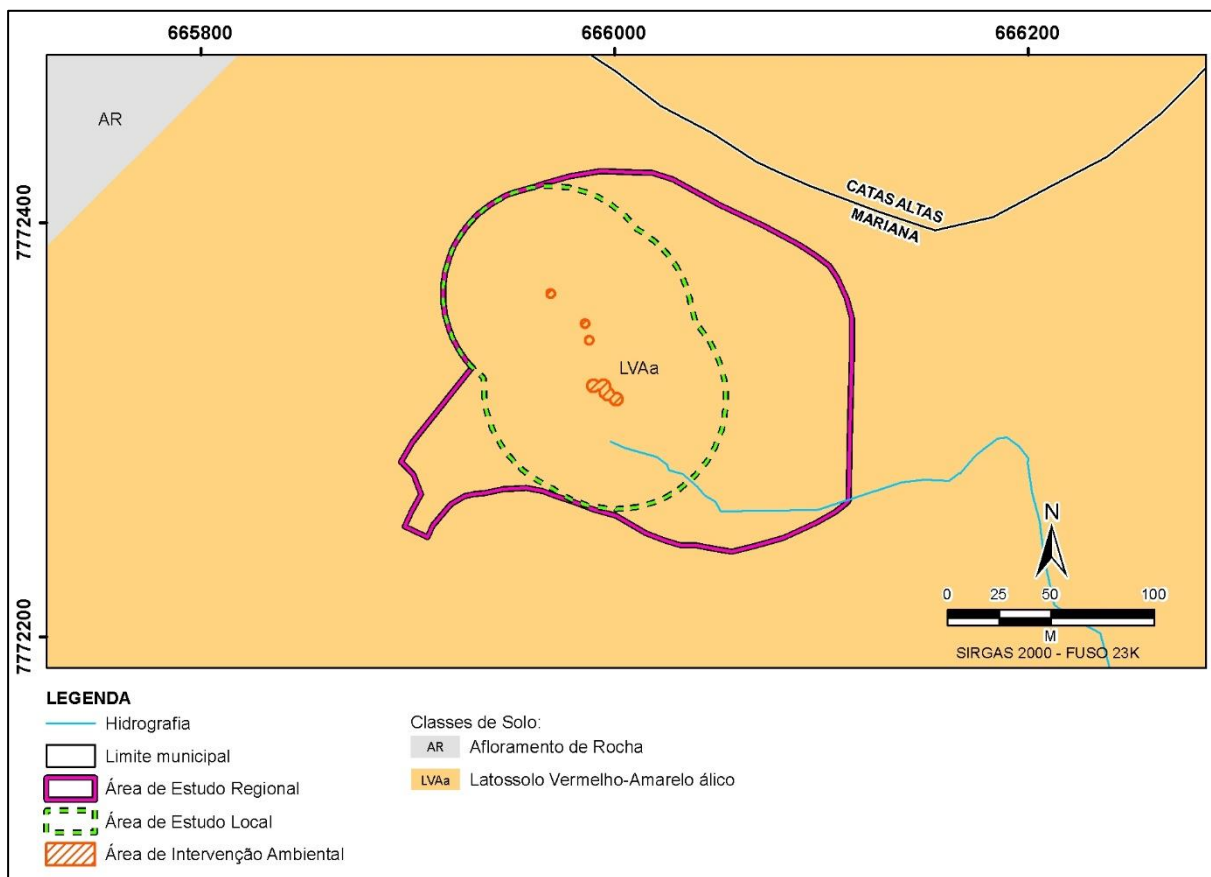 665800
666000
666200
AR
CATAS ALTAS
MARIANA
7772400
LVAa
N
0 25 50 100
M
7772200
SIRGAS 2000 - FUSO 23K
LEGENDA
Hidrografia
Limite municipal
Área de Estudo Regional
Área de Estudo Local
Área de Intervenção Ambiental
Classes de Solo:
AR Afloramento de Rocha
LVAa Latossolo Vermelho-Amarelo álico